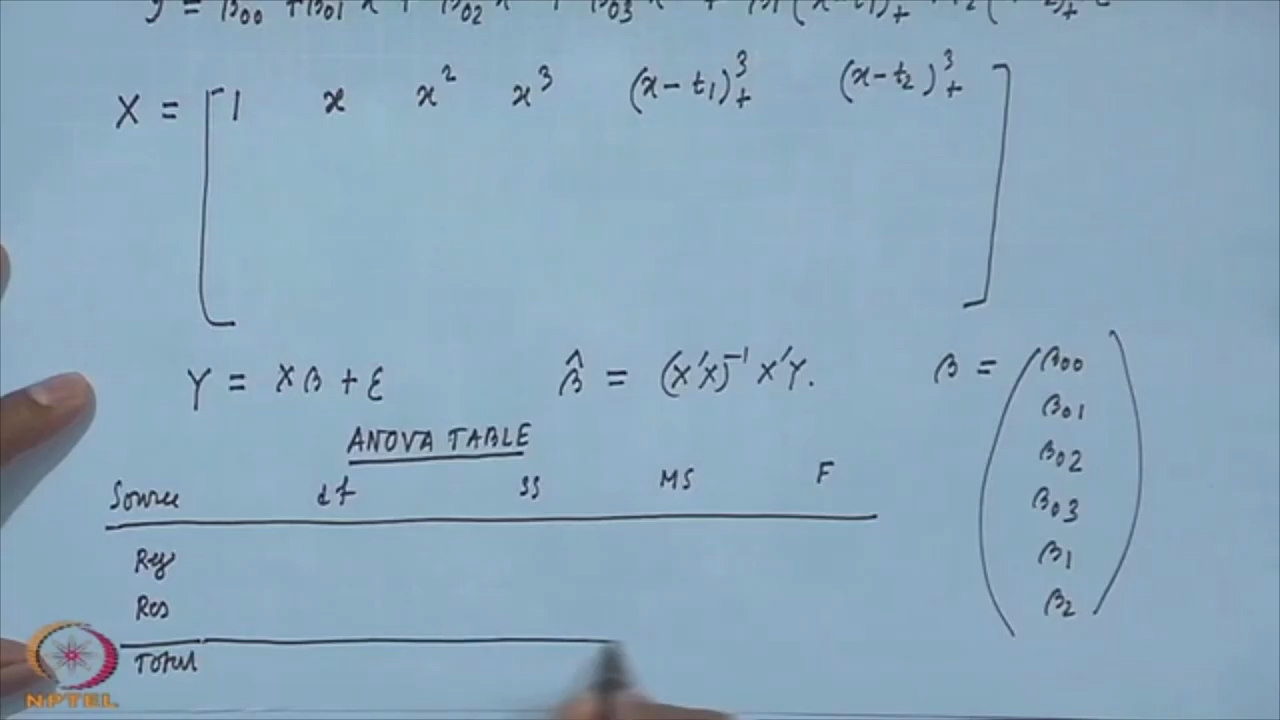 X = [ 1 x x² x³ (x-t₁)³₊ (x-t₂)³₊ ]
Y = Xβ + ε β̂ = (X'X)⁻¹ X'Y. β = ( β₀₀
β₀₁
β₀₂
β₀₃
β₁
β₂ )
ANOVA TABLE
Source df SS MS F
Reg
Res
Total
NPTEL